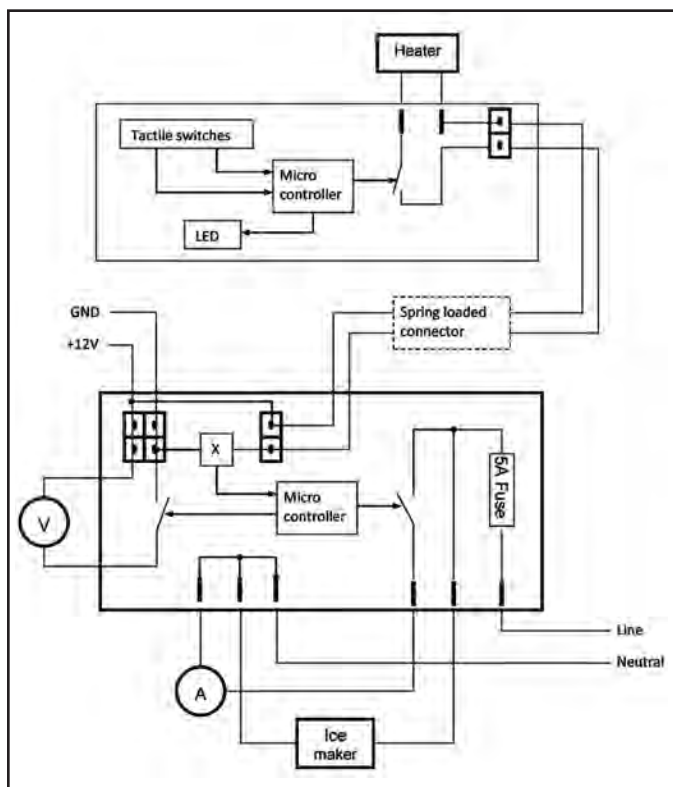 Heater
Tactile switches
Micro
controller
LED
GND
+12V
Spring loaded
connector
X
5A Fuse
Micro
controller
V
Line
Neutral
A
Ice
maker